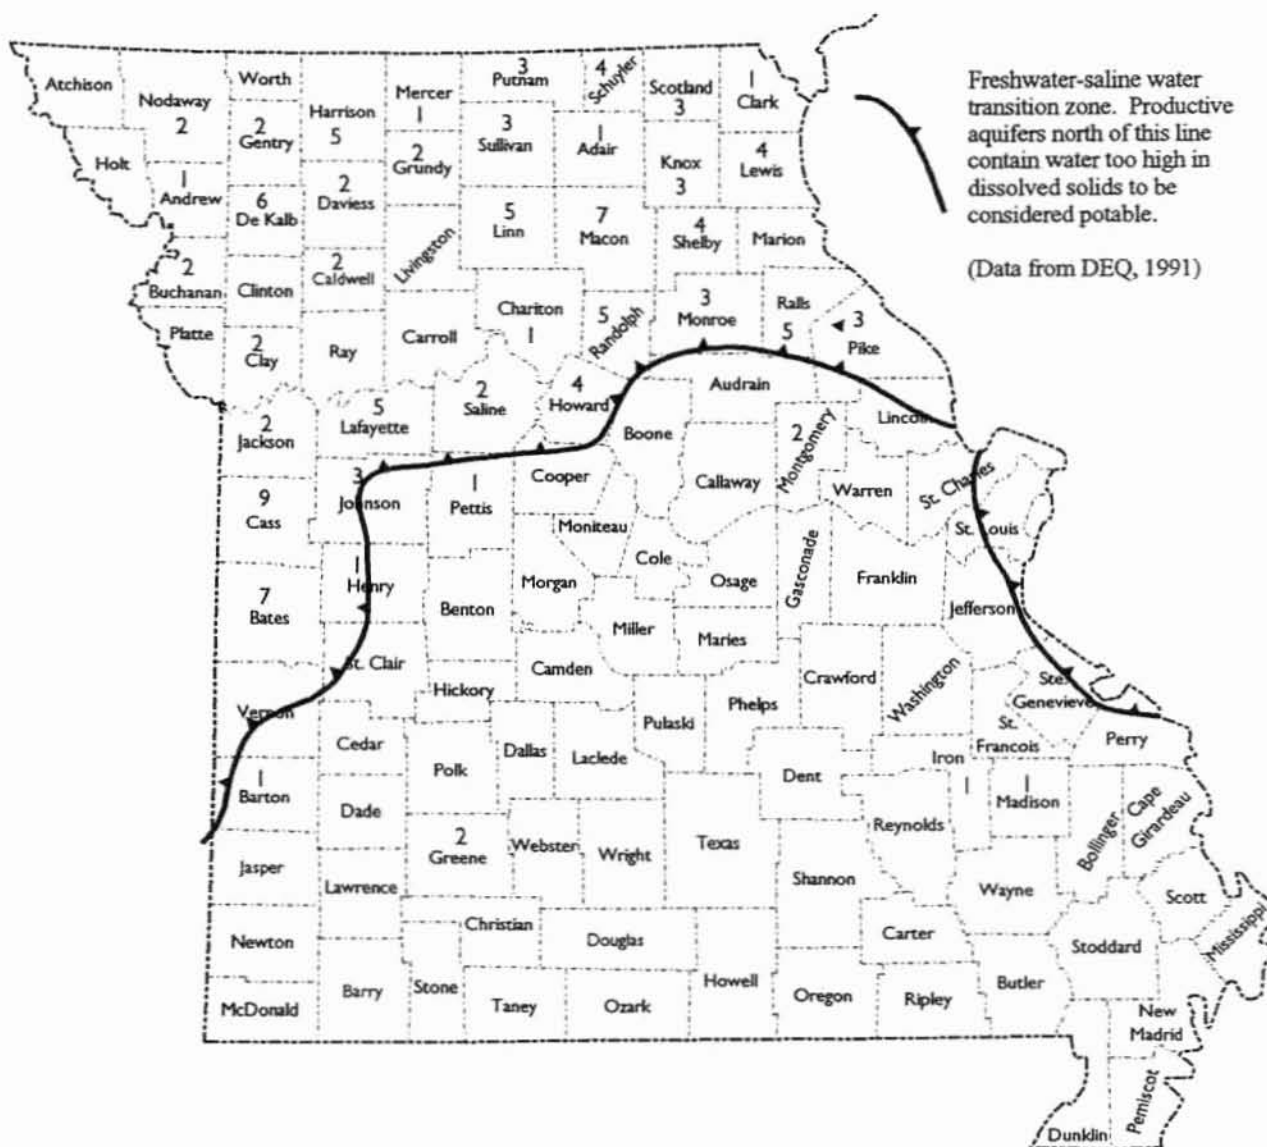 Atchison
Nodaway
2
Worth
2
Gentry
Harrison
5
Mercer
1
3
Putnam
4
Schuyler
Scotland
3
1
Clark
Holt
1
Andrew
6
De Kalb
2
Daviess
2
Grundy
3
Sullivan
1
Adair
Knox
3
4
Lewis
2
Buchanan
Clinton
2
Caldwell
Livingston
5
Linn
7
Macon
4
Shelby
Marion
Platte
2
Clay
Ray
Carroll
Chariton
1
5
Randolph
3
Monroe
Ralls
5
3
Pike
2
Jackson
5
Lafayette
2
Saline
4
Howard
Boone
Audrain
Lincoln
9
Cass
3
Johnson
1
Pettis
Cooper
Moniteau
Callaway
2
Montgomery
Warren
St. Charles
St. Louis
7
Bates
1
Henry
Benton
Morgan
Cole
Osage
Gasconade
Franklin
Jefferson
Miller
Maries
Vernon
St. Clair
Hickory
Camden
Pulaski
Phelps
Crawford
Washington
Ste.
Genevieve
St.
Francois
Perry
1
Barton
Cedar
Polk
Dallas
Laclede
Dent
Iron
1
1
Madison
Bollinger
Cape
Girardeau
Jasper
Dade
2
Greene
Webster
Wright
Texas
Reynolds
Shannon
Wayne
Scott
Mississippi
Lawrence
Newton
Christian
Douglas
Carter
Stoddard
McDonald
Barry
Stone
Taney
Ozark
Howell
Oregon
Ripley
Butler
New
Madrid
Dunklin
Pemiscot
Freshwater-saline water
transition zone. Productive
aquifers north of this line
contain water too high in
dissolved solids to be
considered potable.
(Data from DEQ, 1991)